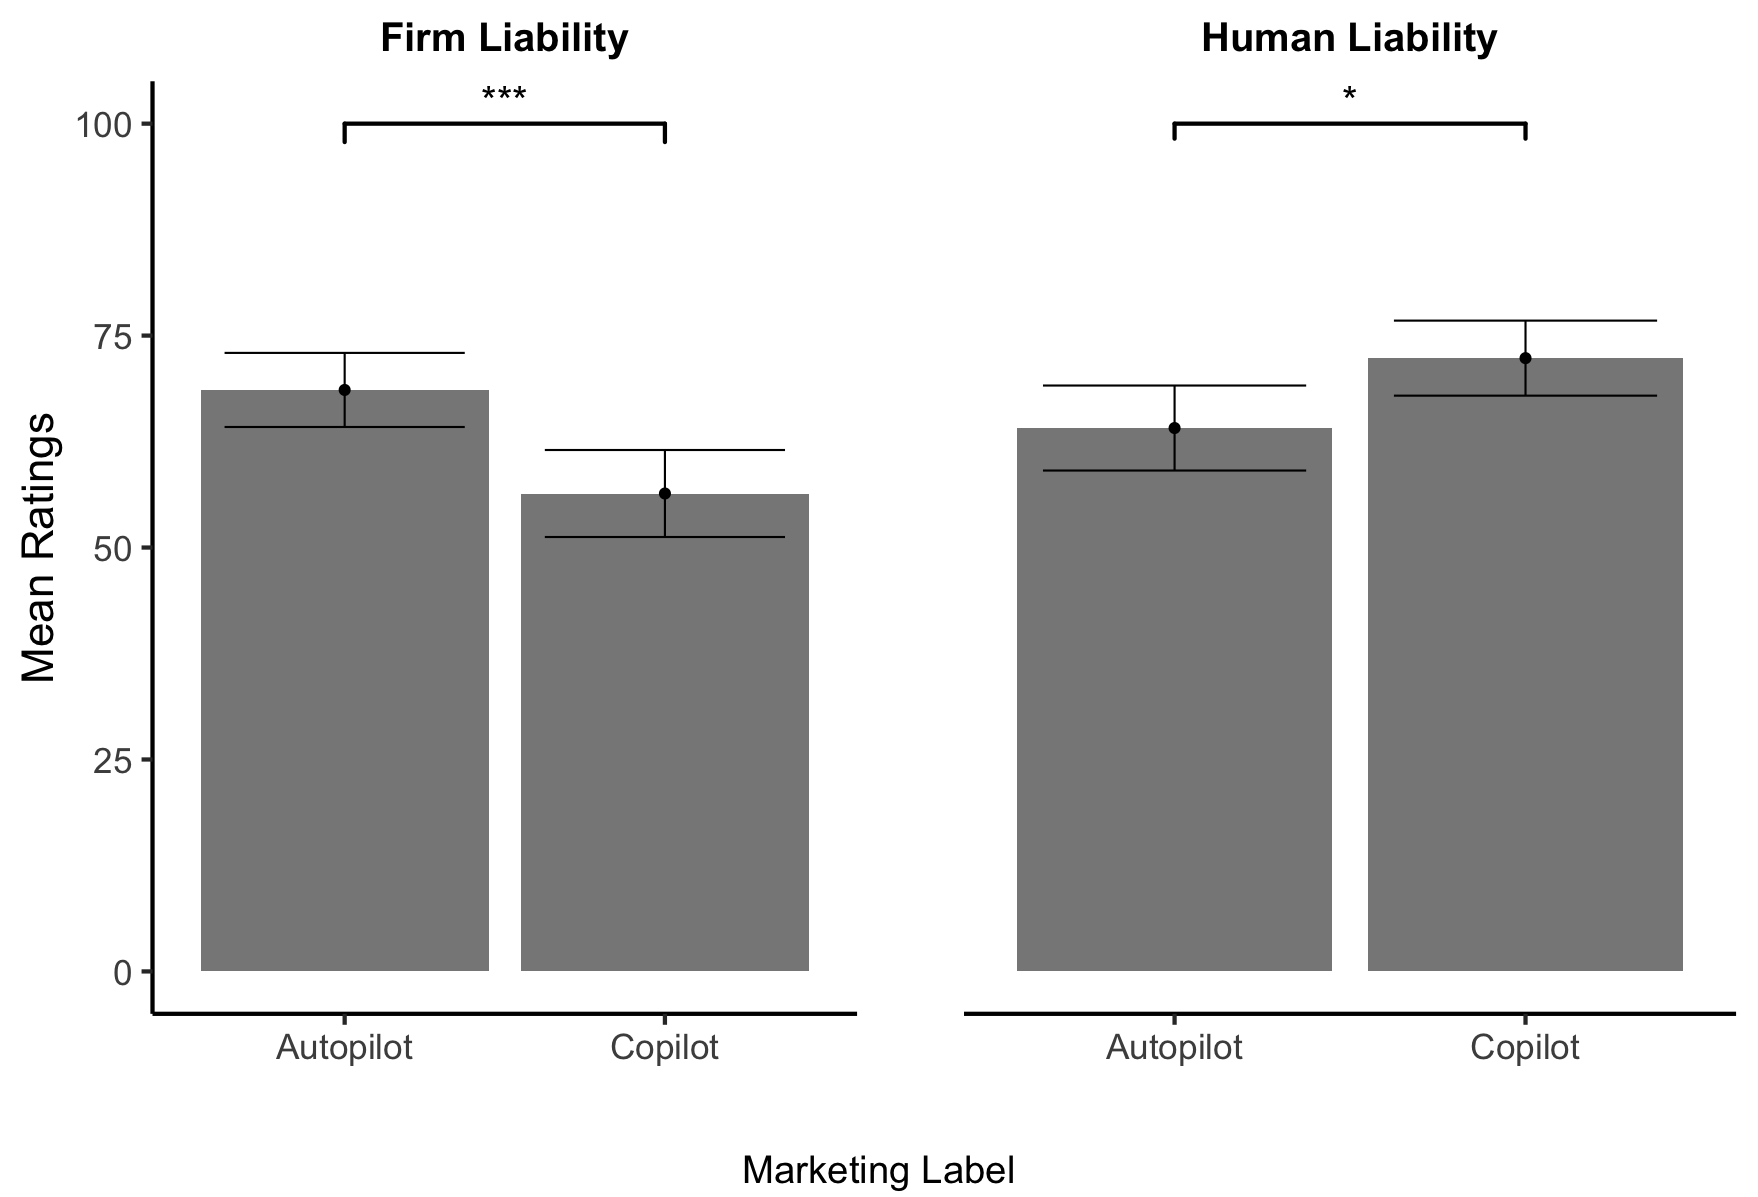 Firm Liability
Human Liability
***
*
100
75
50
25
0
Mean Ratings
Autopilot
Copilot
Autopilot
Copilot
Marketing Label